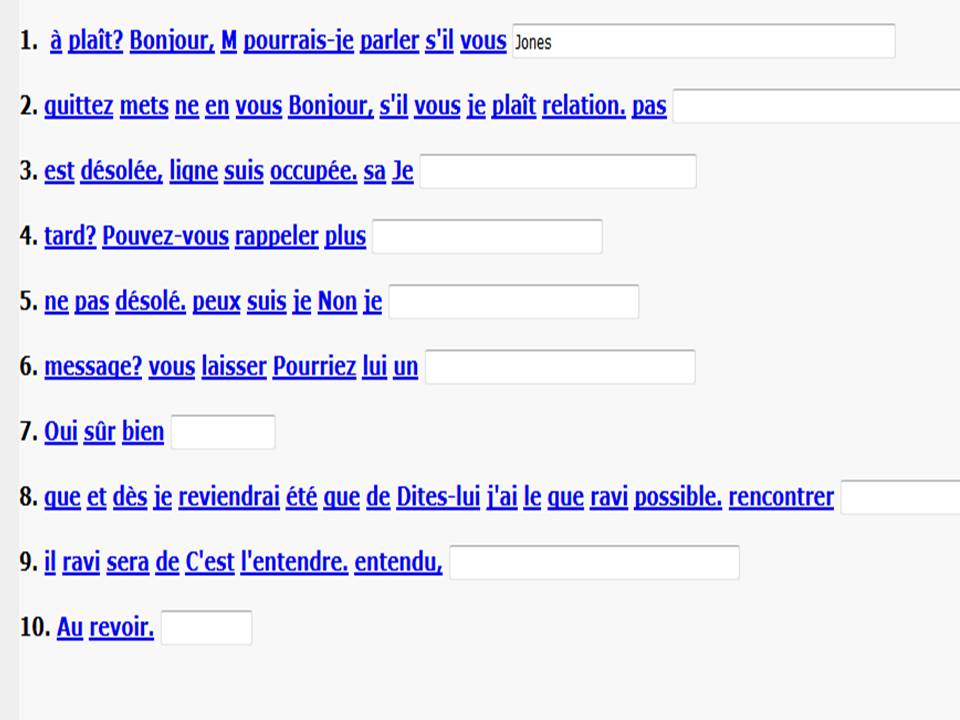 1. à plaît? Bonjour, M pourrais-je parler s'il vous Jones
2. quittez mets ne en vous Bonjour, s'il vous je plaît relation. pas
3. est désolée, ligne suis occupée. sa Je
4. tard? Pouvez-vous rappeler plus
5. ne pas désolé. peux suis je Non je
6. message? vous laisser Pourriez lui un
7. Oui sûr bien
8. que et dès je reviendrai été que de Dites-lui j'ai le que ravi possible. rencontrer
9. il ravi sera de C'est l'entendre. entendu,
10. Au revoir.